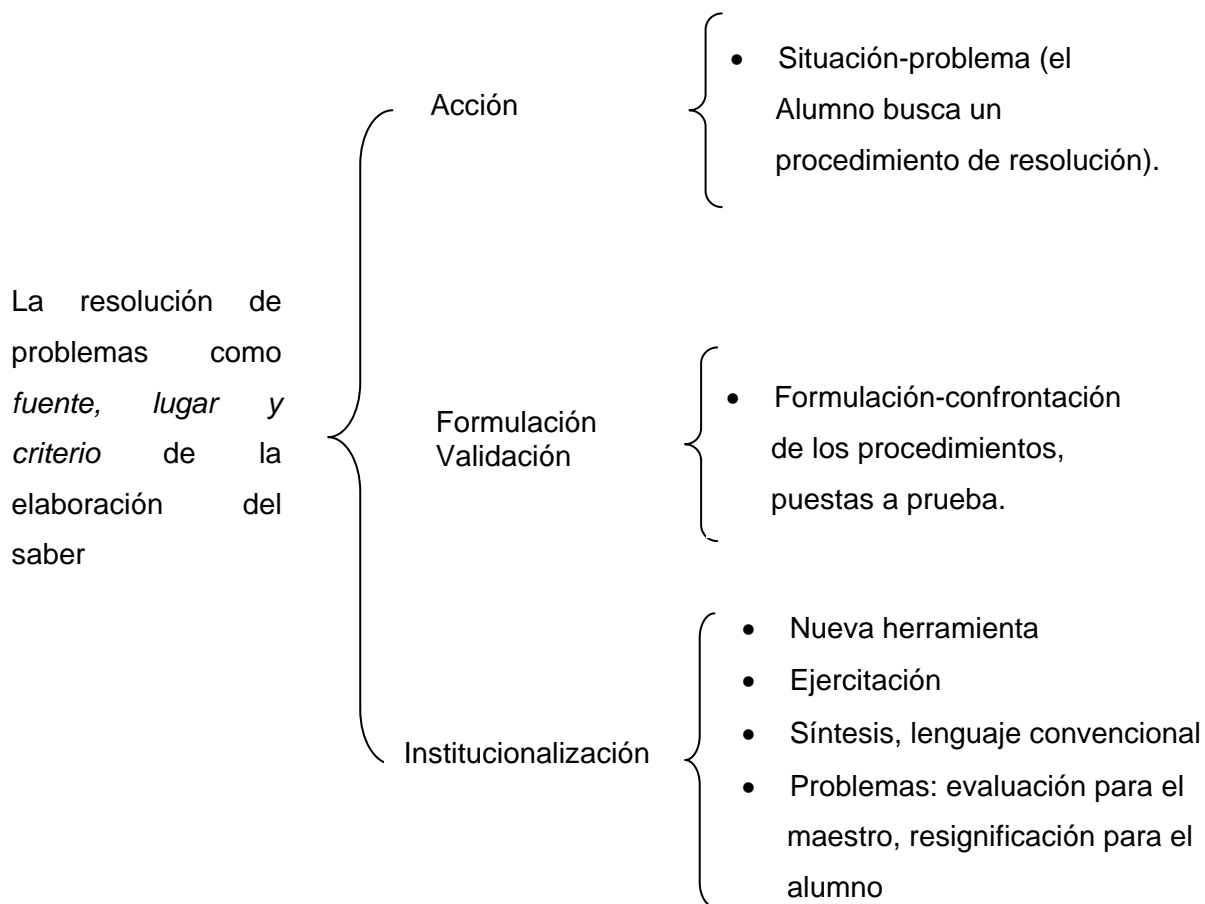 La resolución de
problemas como
fuente, lugar y
criterio de la
elaboración del
saber
Acción
• Situación-problema (el
Alumno busca un
procedimiento de resolución).
Formulación
Validación
• Formulación-confrontación
de los procedimientos,
puestas a prueba.
Institucionalización
• Nueva herramienta
• Ejercitación
• Síntesis, lenguaje convencional
• Problemas: evaluación para el
maestro, resignificación para el
alumno